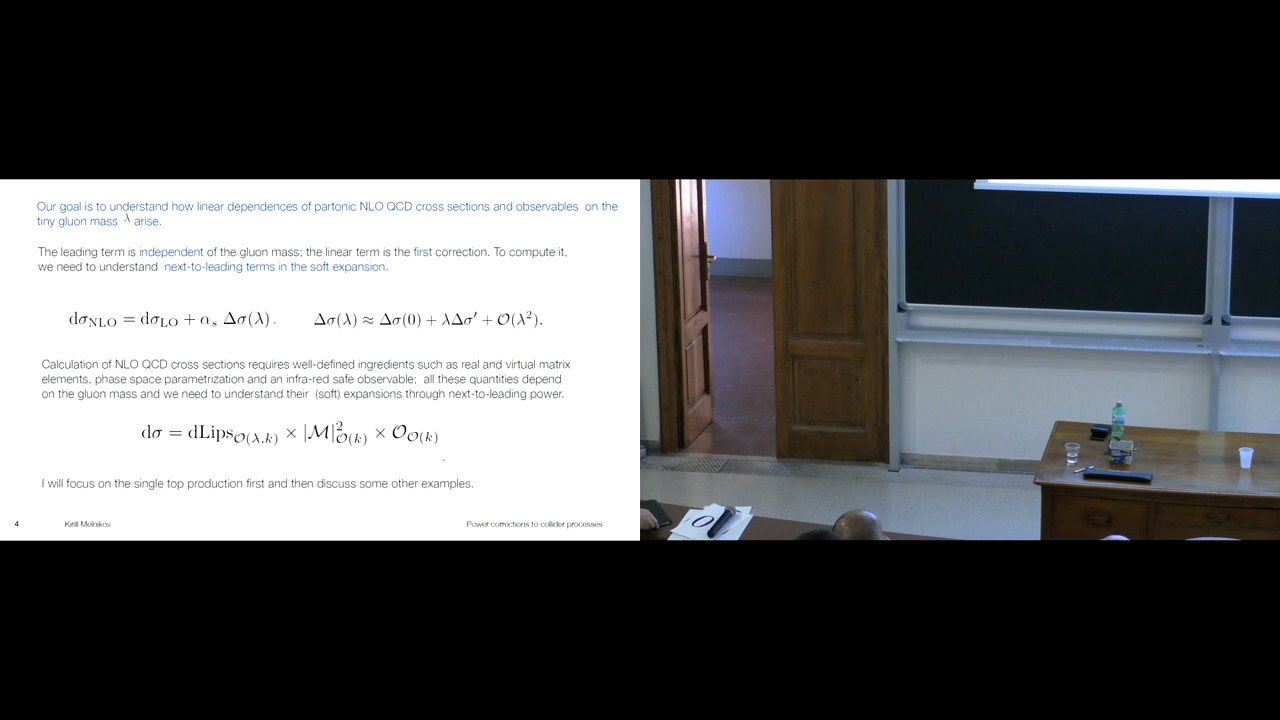 Our goal is to understand how linear dependences of partonic NLO QCD cross sections and observables on the
tiny gluon mass λ arise.
The leading term is independent of the gluon mass; the linear term is the first correction. To compute it,
we need to understand next-to-leading terms in the soft expansion.
dσ_NLO = dσ_LO + α_s Δσ(λ). Δσ(λ) ≈ Δσ(0) + λΔσ′ + 𝒪(λ²).
Calculation of NLO QCD cross sections requires well-defined ingredients such as real and virtual matrix
elements, phase space parametrization and an infra-red safe observable; all these quantities depend
on the gluon mass and we need to understand their (soft) expansions through next-to-leading power.
dσ = dLips_𝒪(λ,k) × |ℳ|²_𝒪(k) × 𝒪_𝒪(k)
.
I will focus on the single top production first and then discuss some other examples.
4 Kirill Melnikov Power corrections to collider processes